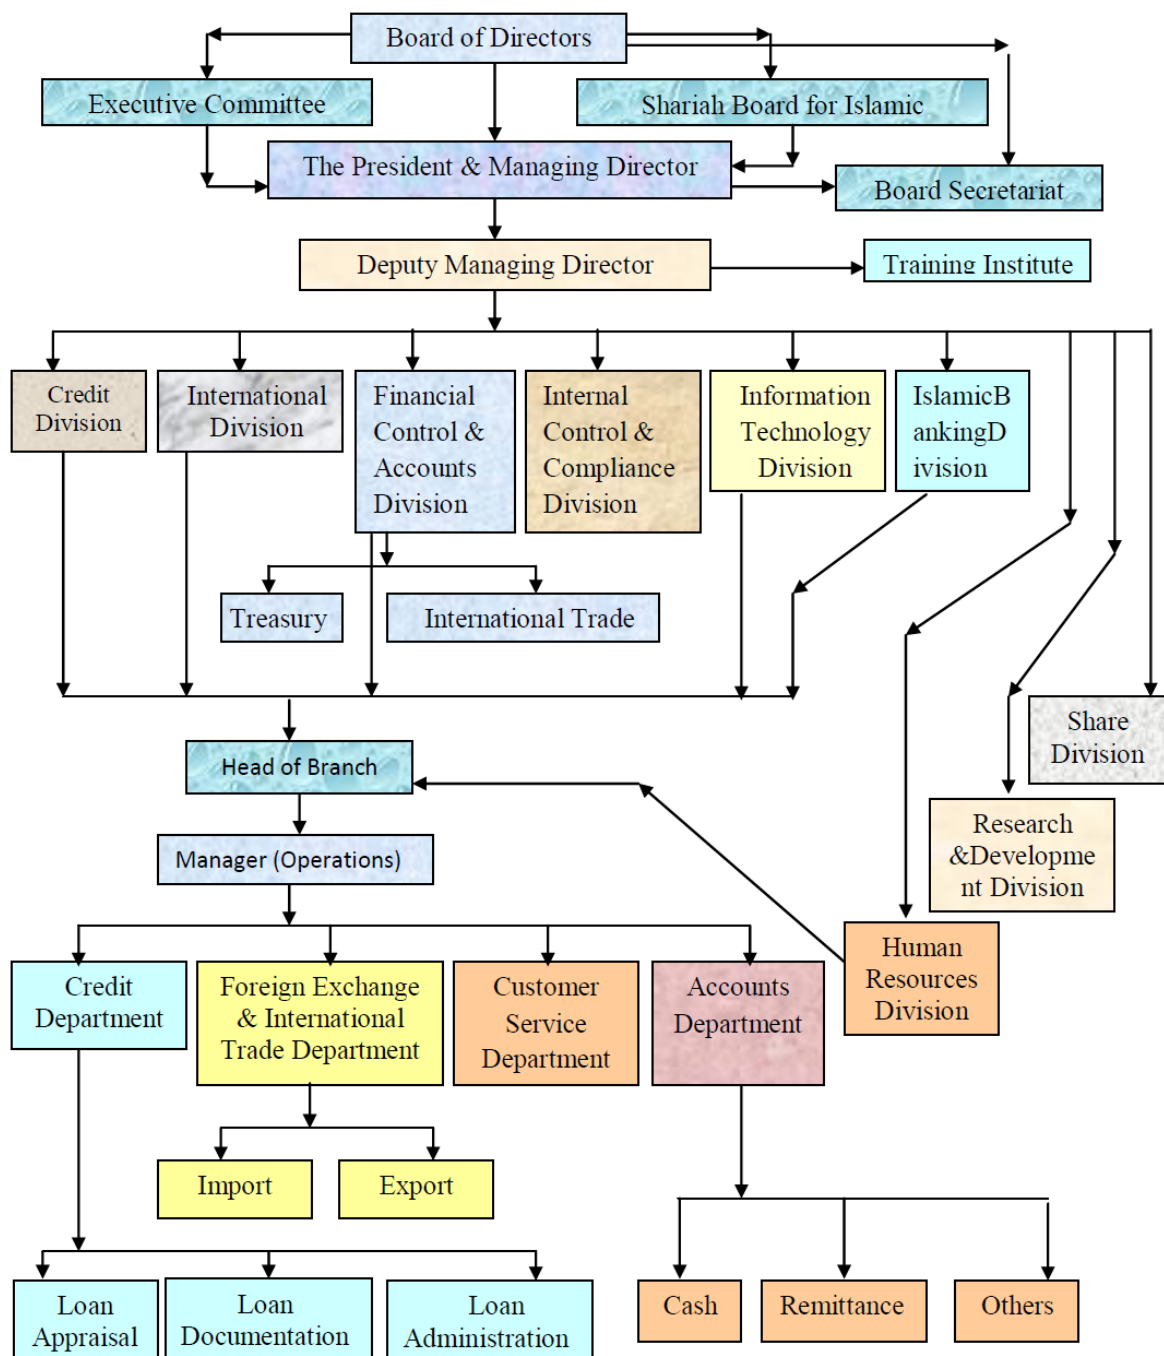 Board of Directors
Executive Committee
Shariah Board for Islamic
The President & Managing Director
Board Secretariat
Deputy Managing Director
Training Institute
Credit
Division
International
Division
Financial
Control &
Accounts
Division
Internal
Control &
Compliance
Division
Information
Technology
Division
IslamicB
ankingD
ivision
Treasury
International Trade
Share
Division
Head of Branch
Research
&Developme
nt Division
Manager (Operations)
Human
Resources
Division
Credit
Department
Foreign Exchange
& International
Trade Department
Customer
Service
Department
Accounts
Department
Import
Export
Loan
Appraisal
Loan
Documentation
Loan
Administration
Cash
Remittance
Others